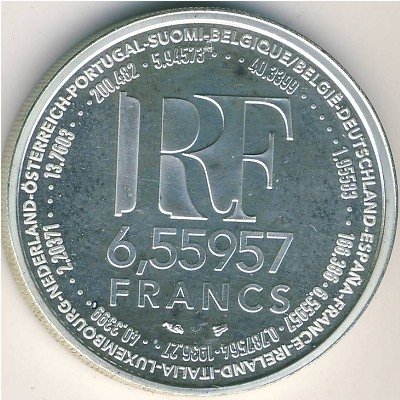 PORTUGAL-SUOMI-BELGIQUE/BELGIË-DEUTSCHLAND-ESPAÑA-FRANCE-IRELAND-ITALIA-LUXEMBOURG-NEDERLAND-ÖSTERREICH-
200.482 · 5.94573 · 40.3399 · 1.95583 · 166.386 · 6.55957 · 0.787564 · 1936.27 · 40.3399 · 2.20371 · 13.7603
RF
6,55957
FRANCS